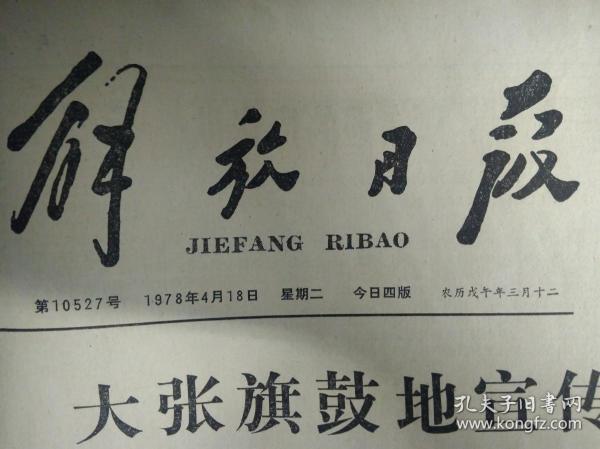 解放日报
JIEFANG RIBAO
第10527号 1978年4月18日 星期二 今日四版 农历戊午年三月十二
大张旗鼓地宣传
孔夫子旧书网
www.kongfz.com